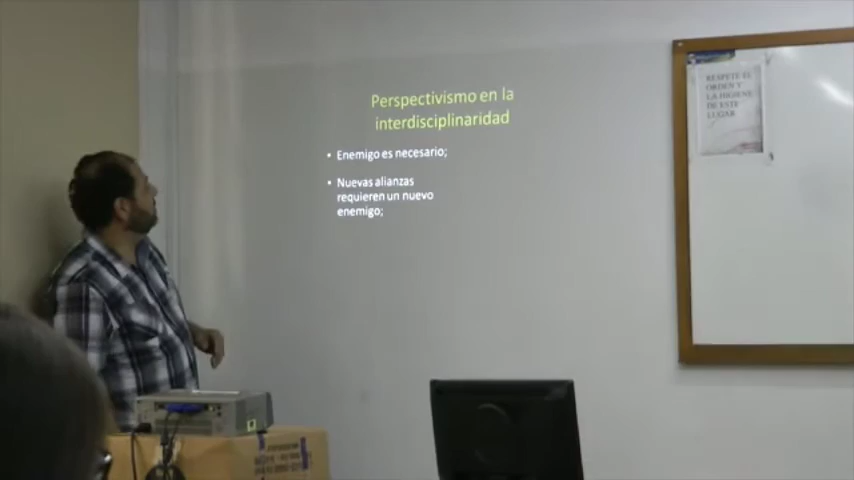 Perspectivismo en la
interdisciplinaridad
• Enemigo es necesario;
• Nuevas alianzas
requieren un nuevo
enemigo;
RESPETE EL
ORDEN Y
LA HIGIENE
DE ESTE
LUGAR